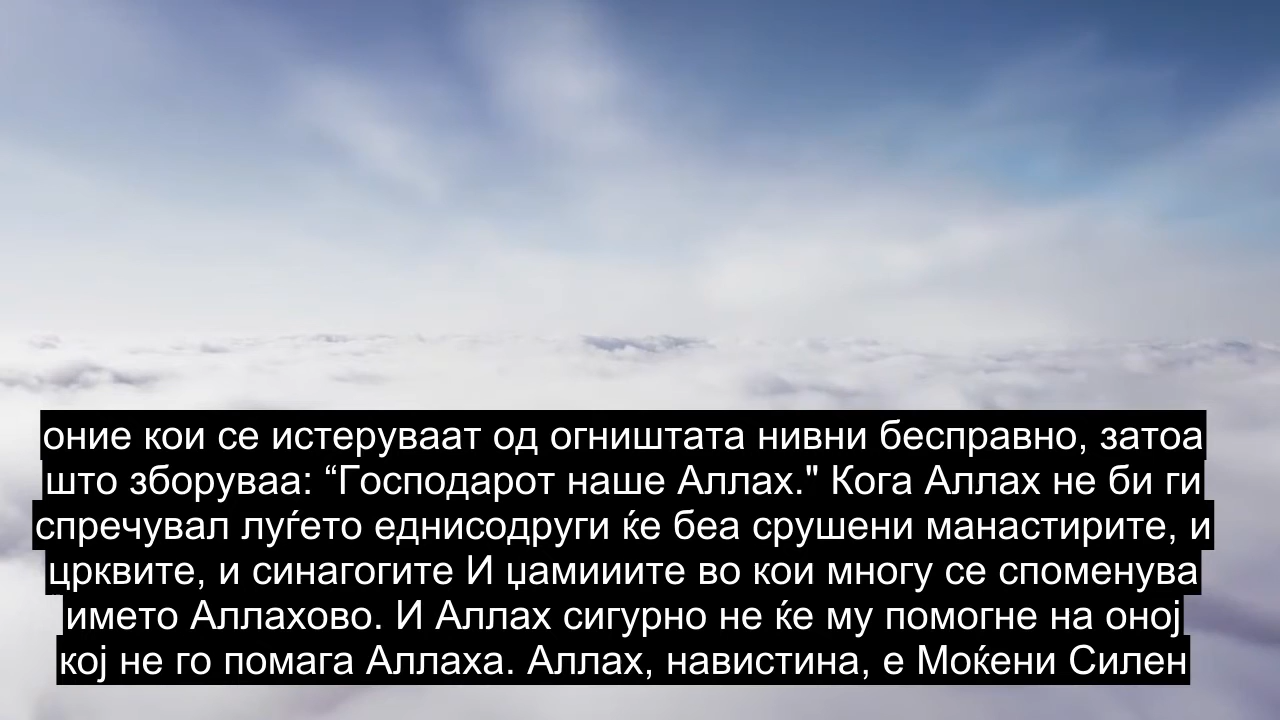 оние кои се истеруваат од огништата нивни бесправно, затоа
што зборуваа: “Господарот наше Аллах." Кога Аллах не би ги
спречувал луѓето еднисодруги ќе беа срушени манастирите, и
црквите, и синагогите И џамииите во кои многу се споменува
името Аллахово. И Аллах сигурно не ќе му помогне на оној
кој не го помага Аллаха. Аллах, навистина, е Моќени Силен